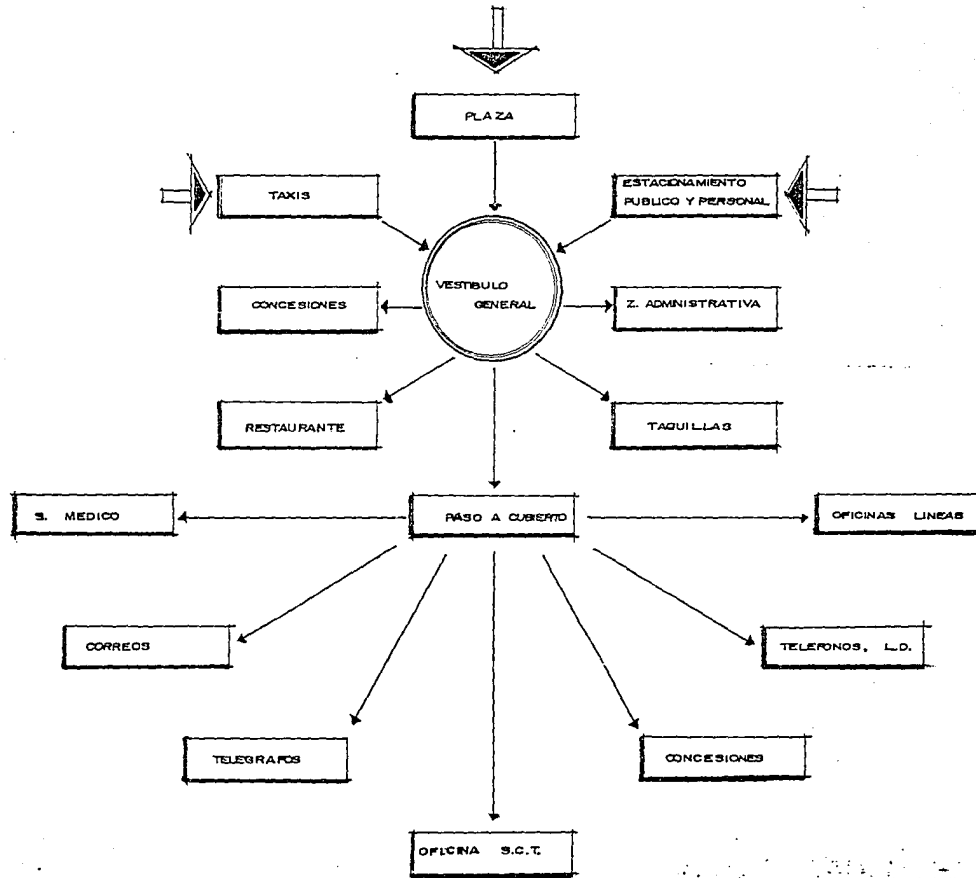 PLAZA
TAXIS
ESTACIONAMIENTO
PUBLICO Y PERSONAL
VESTIBULO
GENERAL
CONCESIONES
Z. ADMNISTRATIVA
RESTAURANTE
TAQUILLAS
S. MEDICO
PASO A CUBIERTO
OFICINAS LINEAS
CORREOS
TELEFONOS, L.D.
TELEGRAFOS
CONCESIONES
OFICINA S.C.T.